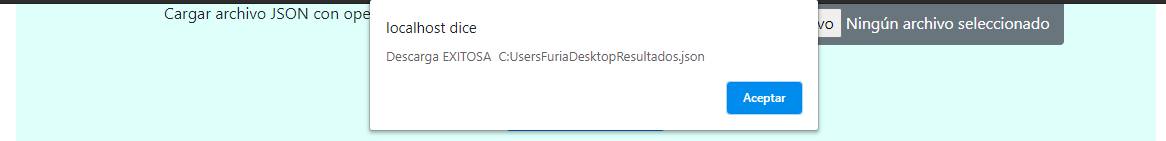 Cargar archivo JSON con ope
localhost dice
vo Ningún archivo seleccionado
Descarga EXITOSA C:UsersFuriaDesktopResultados.json
Aceptar